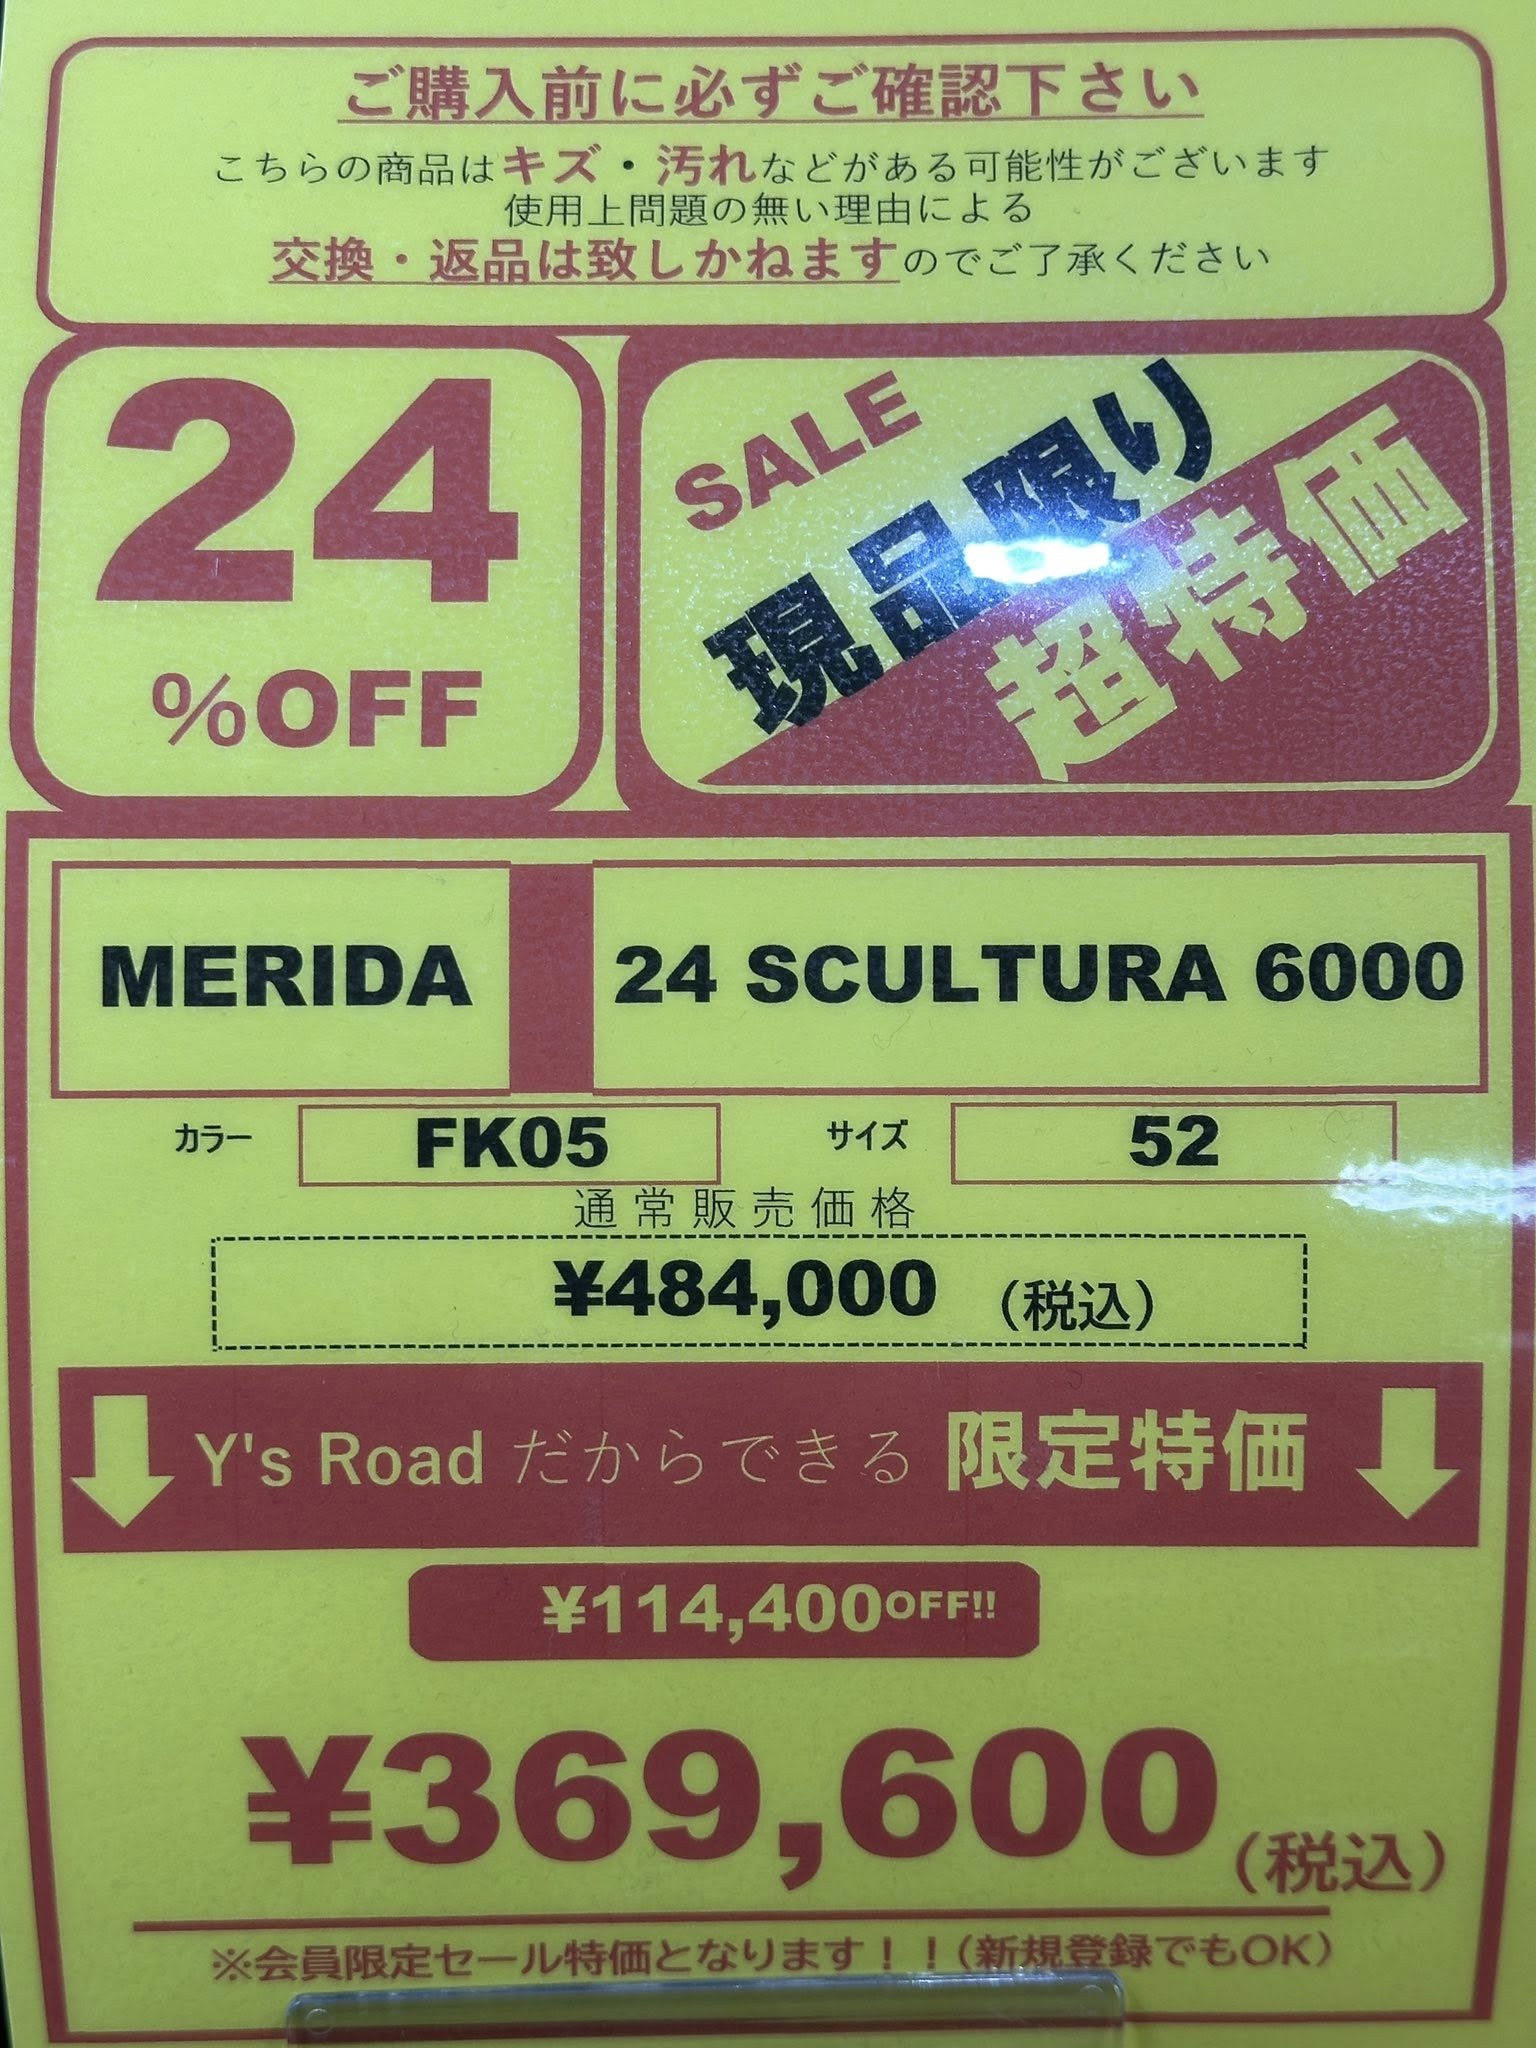 ご購入前に必ずご確認下さい
こちらの商品はキズ・汚れなどがある可能性がございます
使用上問題の無い理由による
交換・返品は致しかねますのでご了承ください
24
%OFF
SALE
現品限り
超特価
MERIDA
24 SCULTURA 6000
カラー FK05 サイズ 52
通常販売価格
¥484,000 (税込)
Y's Road だからできる 限定特価
¥114,400OFF!!
¥369,600(税込)
※会員限定セール特価となります！！(新規登録でもOK)